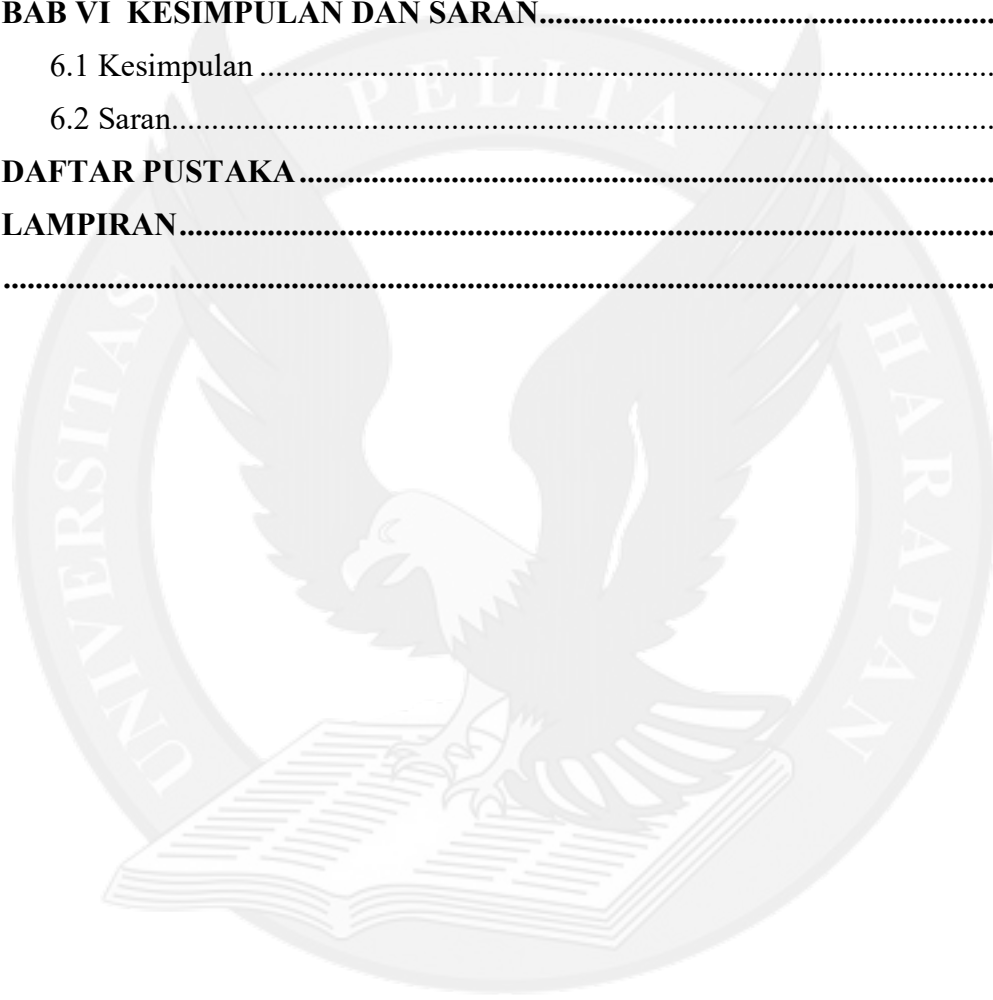 BAB VI  KESIMPULAN DAN SARAN..........................................................
6.1 Kesimpulan ............................................................................................
6.2 Saran.......................................................................................................
DAFTAR PUSTAKA.......................................................................................
LAMPIRAN......................................................................................................
............................................................................................................................
UNIVERSITAS PELITA HARAPAN